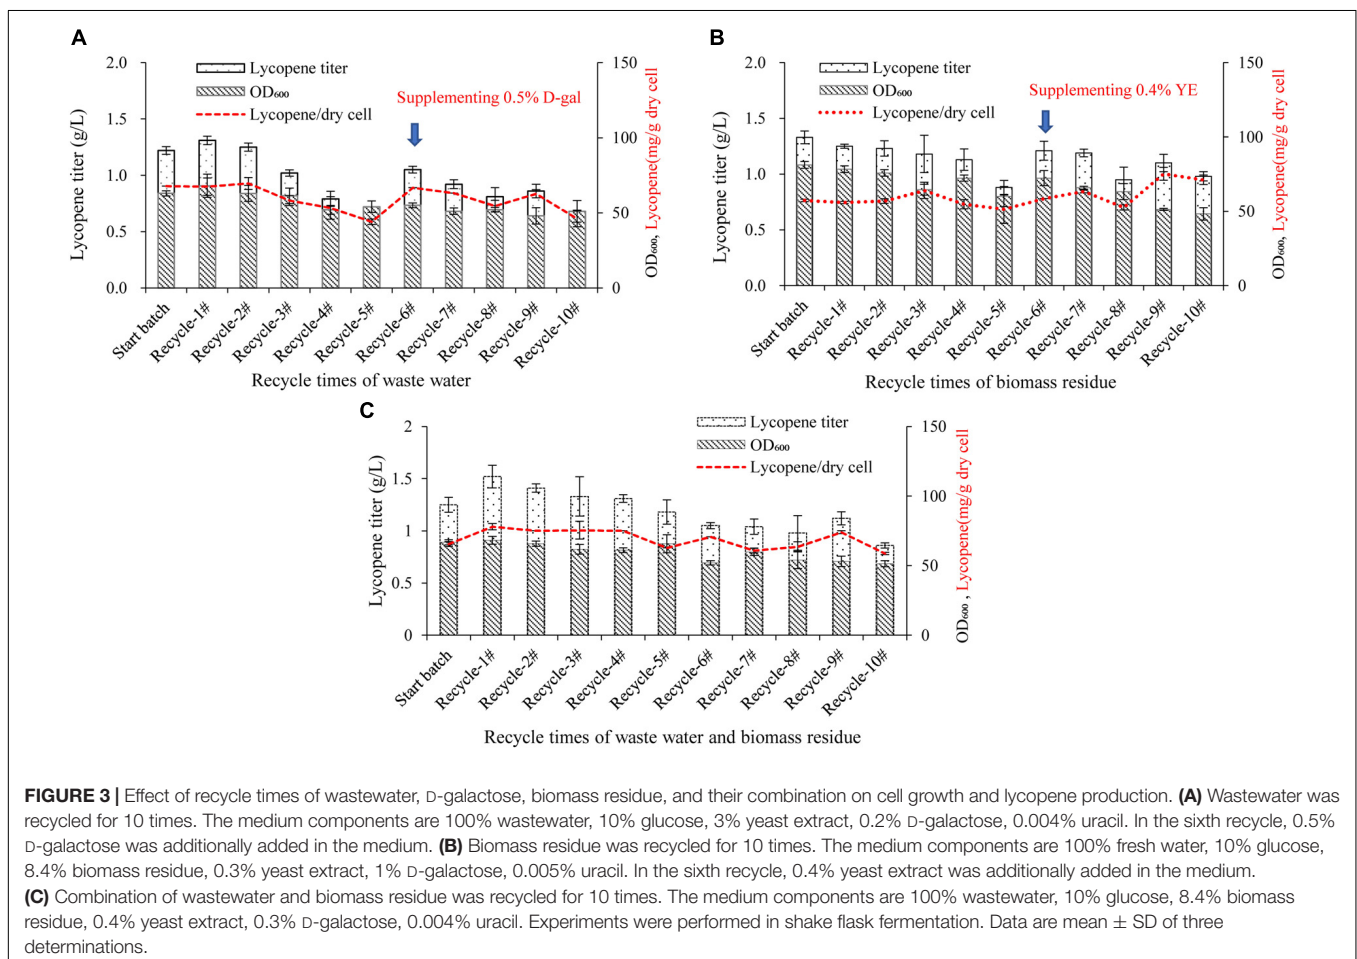 A
Lycopene titer (g/L)
2.0
1.5
1.0
0.5
0.0
Lycopene titer
OD₆₀₀
Lycopene/dry cell
Supplementing 0.5% D-gal
150
100
50
0
OD₆₀₀, Lycopene(mg/g dry cell
Start batch
Recycle-1#
Recycle-2#
Recycle-3#
Recycle-4#
Recycle-5#
Recycle-6#
Recycle-7#
Recycle-8#
Recycle-9#
Recycle-10#
Recycle times of waste water
B
Lycopene titer (g/L)
2.0
1.5
1.0
0.5
0.0
Lycopene titer
OD₆₀₀
Lycopene/dry cell
Supplementing 0.4% YE
150
100
50
0
OD₆₀₀, Lycopene(mg/g dry cell
Start batch
Recycle-1#
Recycle-2#
Recycle-3#
Recycle-4#
Recycle-5#
Recycle-6#
Recycle-7#
Recycle-8#
Recycle-9#
Recycle-10#
Recycle times of biomass residue
C
Lycopene titer (g/L)
2
1.5
1
0.5
0
Lycopene titer
OD₆₀₀
Lycopene/dry cell
150
100
50
0
OD₆₀₀, Lycopene(mg/g dry cell
Start batch
Recycle-1#
Recycle-2#
Recycle-3#
Recycle-4#
Recycle-5#
Recycle-6#
Recycle-7#
Recycle-8#
Recycle-9#
Recycle-10#
Recycle times of waste water and biomass residue
FIGURE 3 | Effect of recycle times of wastewater, D-galactose, biomass residue, and their combination on cell growth and lycopene production. (A) Wastewater was
recycled for 10 times. The medium components are 100% wastewater, 10% glucose, 3% yeast extract, 0.2% D-galactose, 0.004% uracil. In the sixth recycle, 0.5%
D-galactose was additionally added in the medium. (B) Biomass residue was recycled for 10 times. The medium components are 100% fresh water, 10% glucose,
8.4% biomass residue, 0.3% yeast extract, 1% D-galactose, 0.005% uracil. In the sixth recycle, 0.4% yeast extract was additionally added in the medium.
(C) Combination of wastewater and biomass residue was recycled for 10 times. The medium components are 100% wastewater, 10% glucose, 8.4% biomass
residue, 0.4% yeast extract, 0.3% D-galactose, 0.004% uracil. Experiments were performed in shake flask fermentation. Data are mean ± SD of three
determinations.